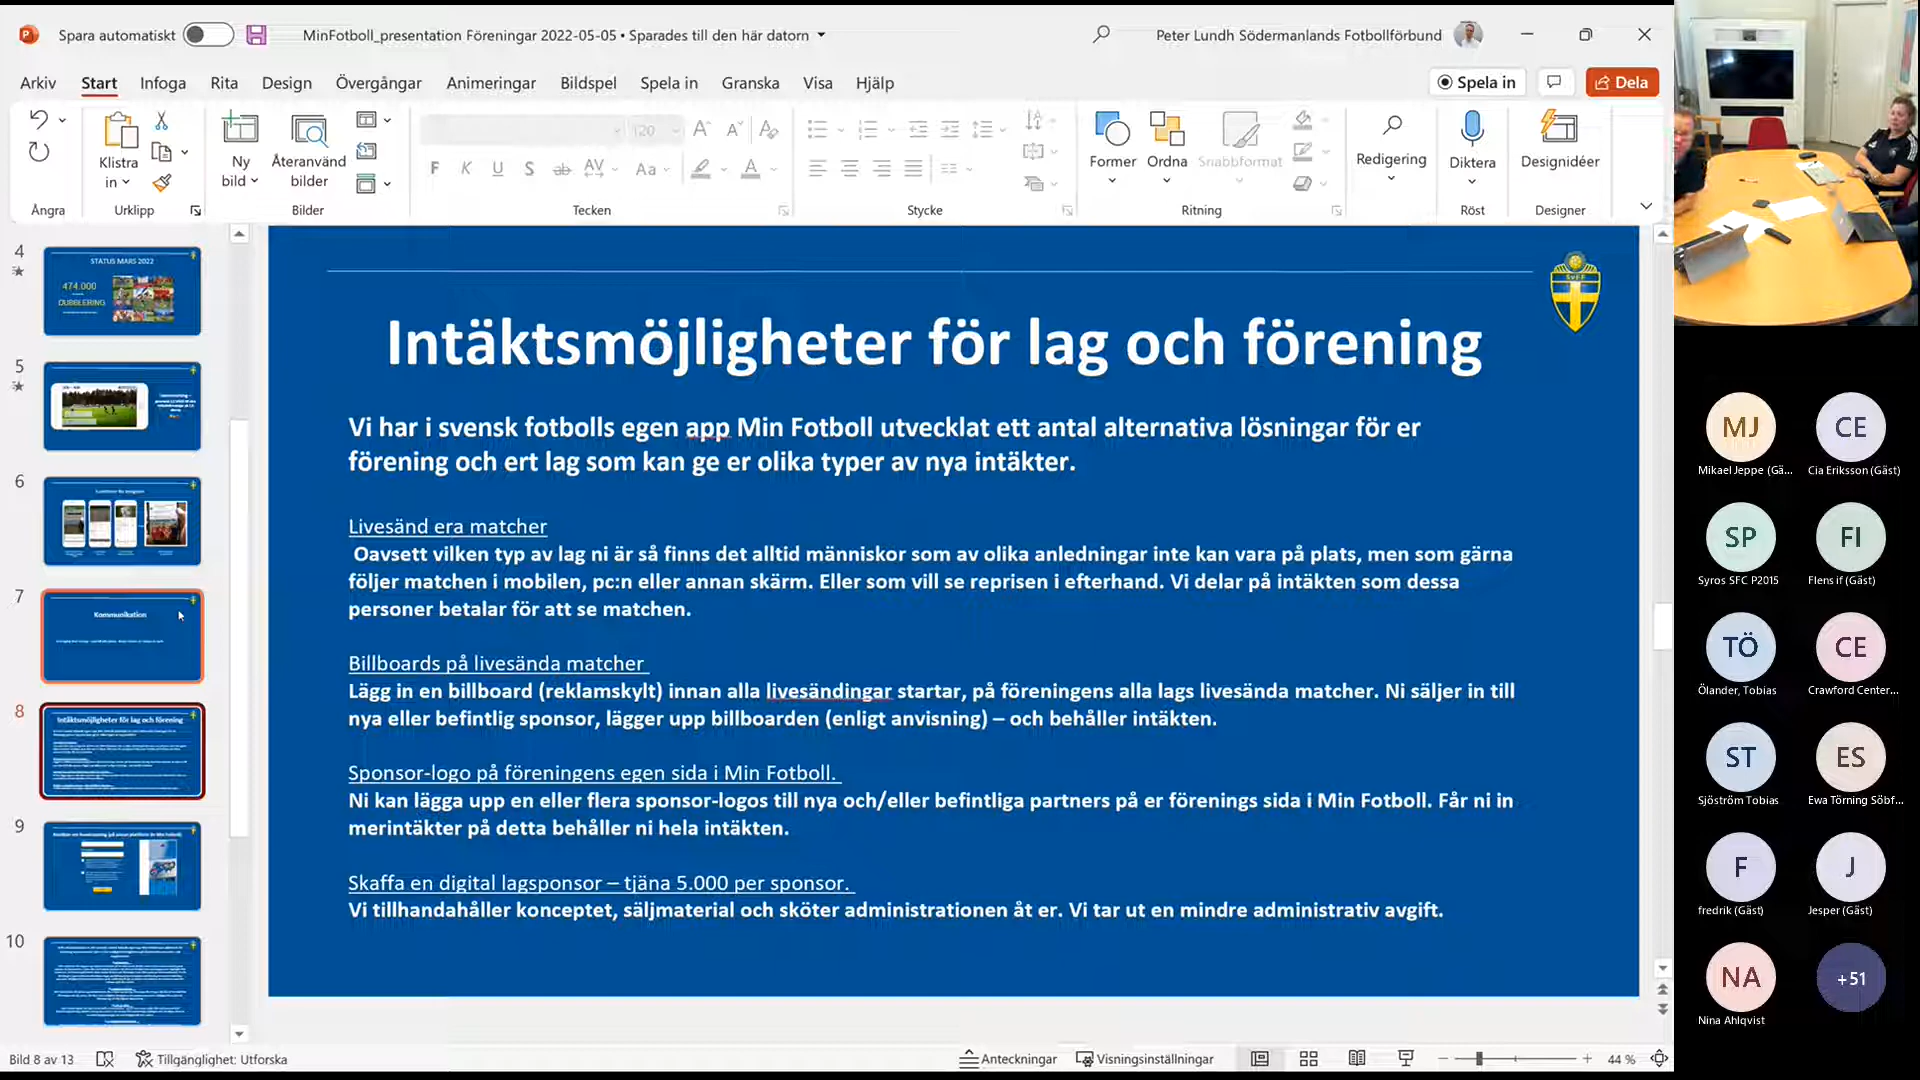 Spara automatiskt
MinFotboll_presentation Föreningar 2022-05-05 • Sparades till den här datorn
Peter Lundh Södermanlands Fotbollförbund
Arkiv Start Infoga Rita Design Övergångar Animeringar Bildspel Spela in Granska Visa Hjälp
Spela in
Dela
Klistra in
Ny bild
Återanvänd bilder
120
F K U S ab AV Aa A
Former
Ordna
Snabbformat
Redigering
Diktera
Designidéer
Ångra
Urklipp
Bilder
Tecken
Stycke
Ritning
Röst
Designer
4
STATUS MARS 2022
474.000
DUBBLERING
5
6
7
Kommunikation
8
Intäktsmöjligheter för lag och förening
9
10
SvFF
Intäktsmöjligheter för lag och förening
Vi har i svensk fotbolls egen app Min Fotboll utvecklat ett antal alternativa lösningar för er
förening och ert lag som kan ge er olika typer av nya intäkter.
Livesänd era matcher
Oavsett vilken typ av lag ni är så finns det alltid människor som av olika anledningar inte kan vara på plats, men som gärna
följer matchen i mobilen, pc:n eller annan skärm. Eller som vill se reprisen i efterhand. Vi delar på intäkten som dessa
personer betalar för att se matchen.
Billboards på livesända matcher
Lägg in en billboard (reklamskylt) innan alla livesändingar startar, på föreningens alla lags livesända matcher. Ni säljer in till
nya eller befintlig sponsor, lägger upp billboarden (enligt anvisning) – och behåller intäkten.
Sponsor-logo på föreningens egen sida i Min Fotboll.
Ni kan lägga upp en eller flera sponsor-logos till nya och/eller befintliga partners på er förenings sida i Min Fotboll. Får ni in
merintäkter på detta behåller ni hela intäkten.
Skaffa en digital lagsponsor – tjäna 5.000 per sponsor.
Vi tillhandahåller konceptet, säljmaterial och sköter administrationen åt er. Vi tar ut en mindre administrativ avgift.
MJ
Mikael Jeppe (Gä...
CE
Cia Eriksson (Gäst)
SP
Syros SFC P2015
FI
Flens if (Gäst)
TÖ
Ölander, Tobias
CE
Crawford Center...
ST
Sjöström Tobias
ES
Ewa Törning Söbf...
F
fredrik (Gäst)
J
Jesper (Gäst)
NA
Nina Ahlqvist
+51
Bild 8 av 13
Tillgänglighet: Utforska
Anteckningar
Visningsinställningar
44 %